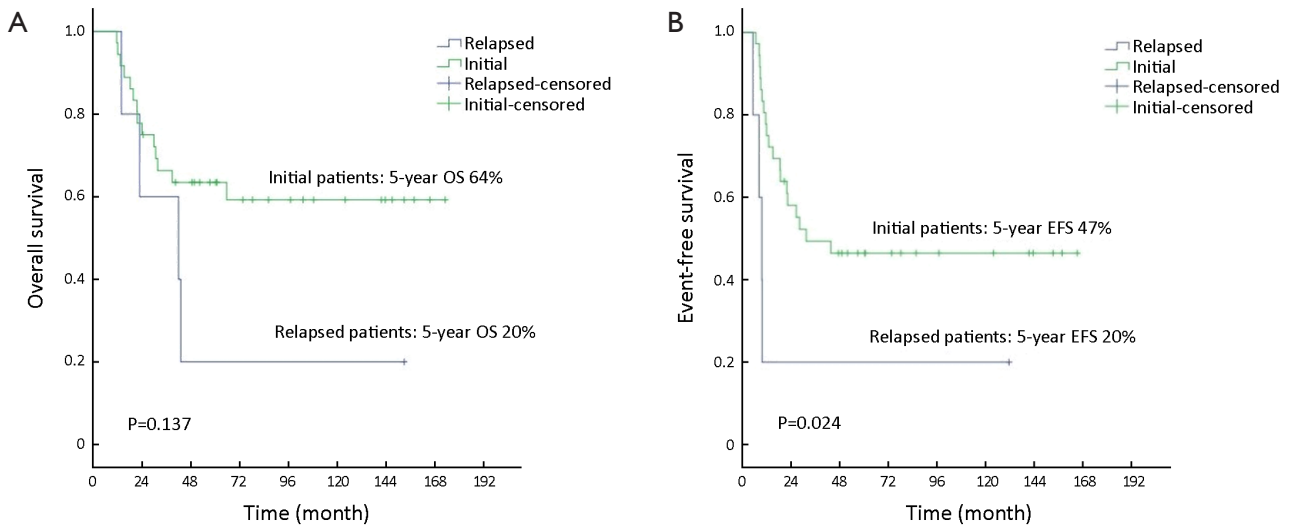 A
Overall survival
1.0
0.8
0.6
0.4
0.2
0
Relapsed
Initial
Relapsed-censored
Initial-censored
Initial patients: 5-year OS 64%
Relapsed patients: 5-year OS 20%
P=0.137
0 24 48 72 96 120 144 168 192
Time (month)
B
Event-free survival
1.0
0.8
0.6
0.4
0.2
0
Relapsed
Initial
Relapsed-censored
Initial-censored
Initial patients: 5-year EFS 47%
Relapsed patients: 5-year EFS 20%
P=0.024
0 24 48 72 96 120 144 168 192
Time (month)